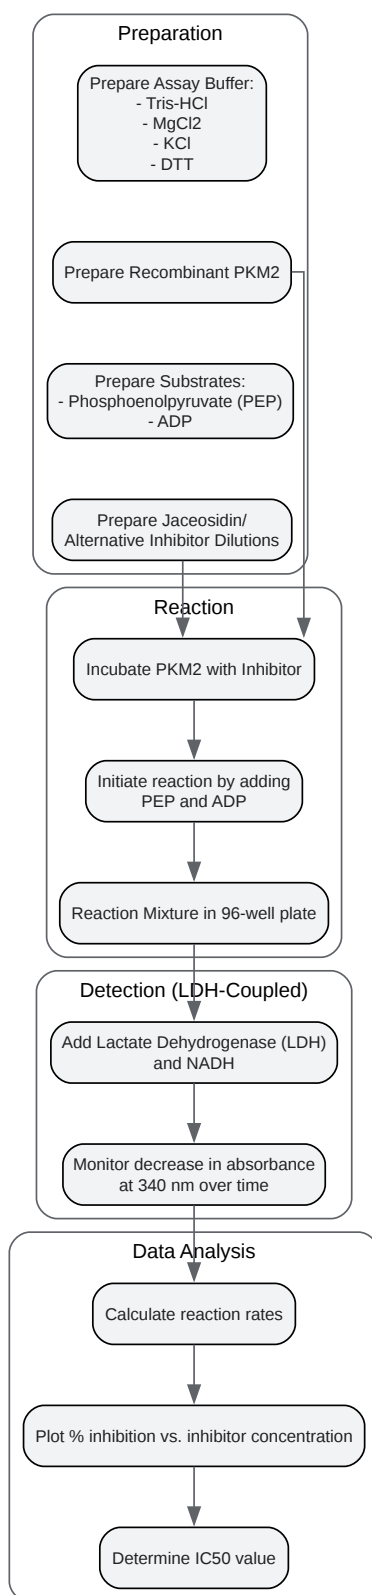 Preparation
Prepare Assay Buffer:
- Tris-HCl
- MgCl2
- KCl
- DTT
Prepare Recombinant PKM2
Prepare Substrates:
- Phosphoenolpyruvate (PEP)
- ADP
Prepare Jaceosidin/
Alternative Inhibitor Dilutions
Reaction
Incubate PKM2 with Inhibitor
Initiate reaction by adding
PEP and ADP
Reaction Mixture in 96-well plate
Detection (LDH-Coupled)
Add Lactate Dehydrogenase (LDH)
and NADH
Monitor decrease in absorbance
at 340 nm over time
Data Analysis
Calculate reaction rates
Plot % inhibition vs. inhibitor concentration
Determine IC50 value